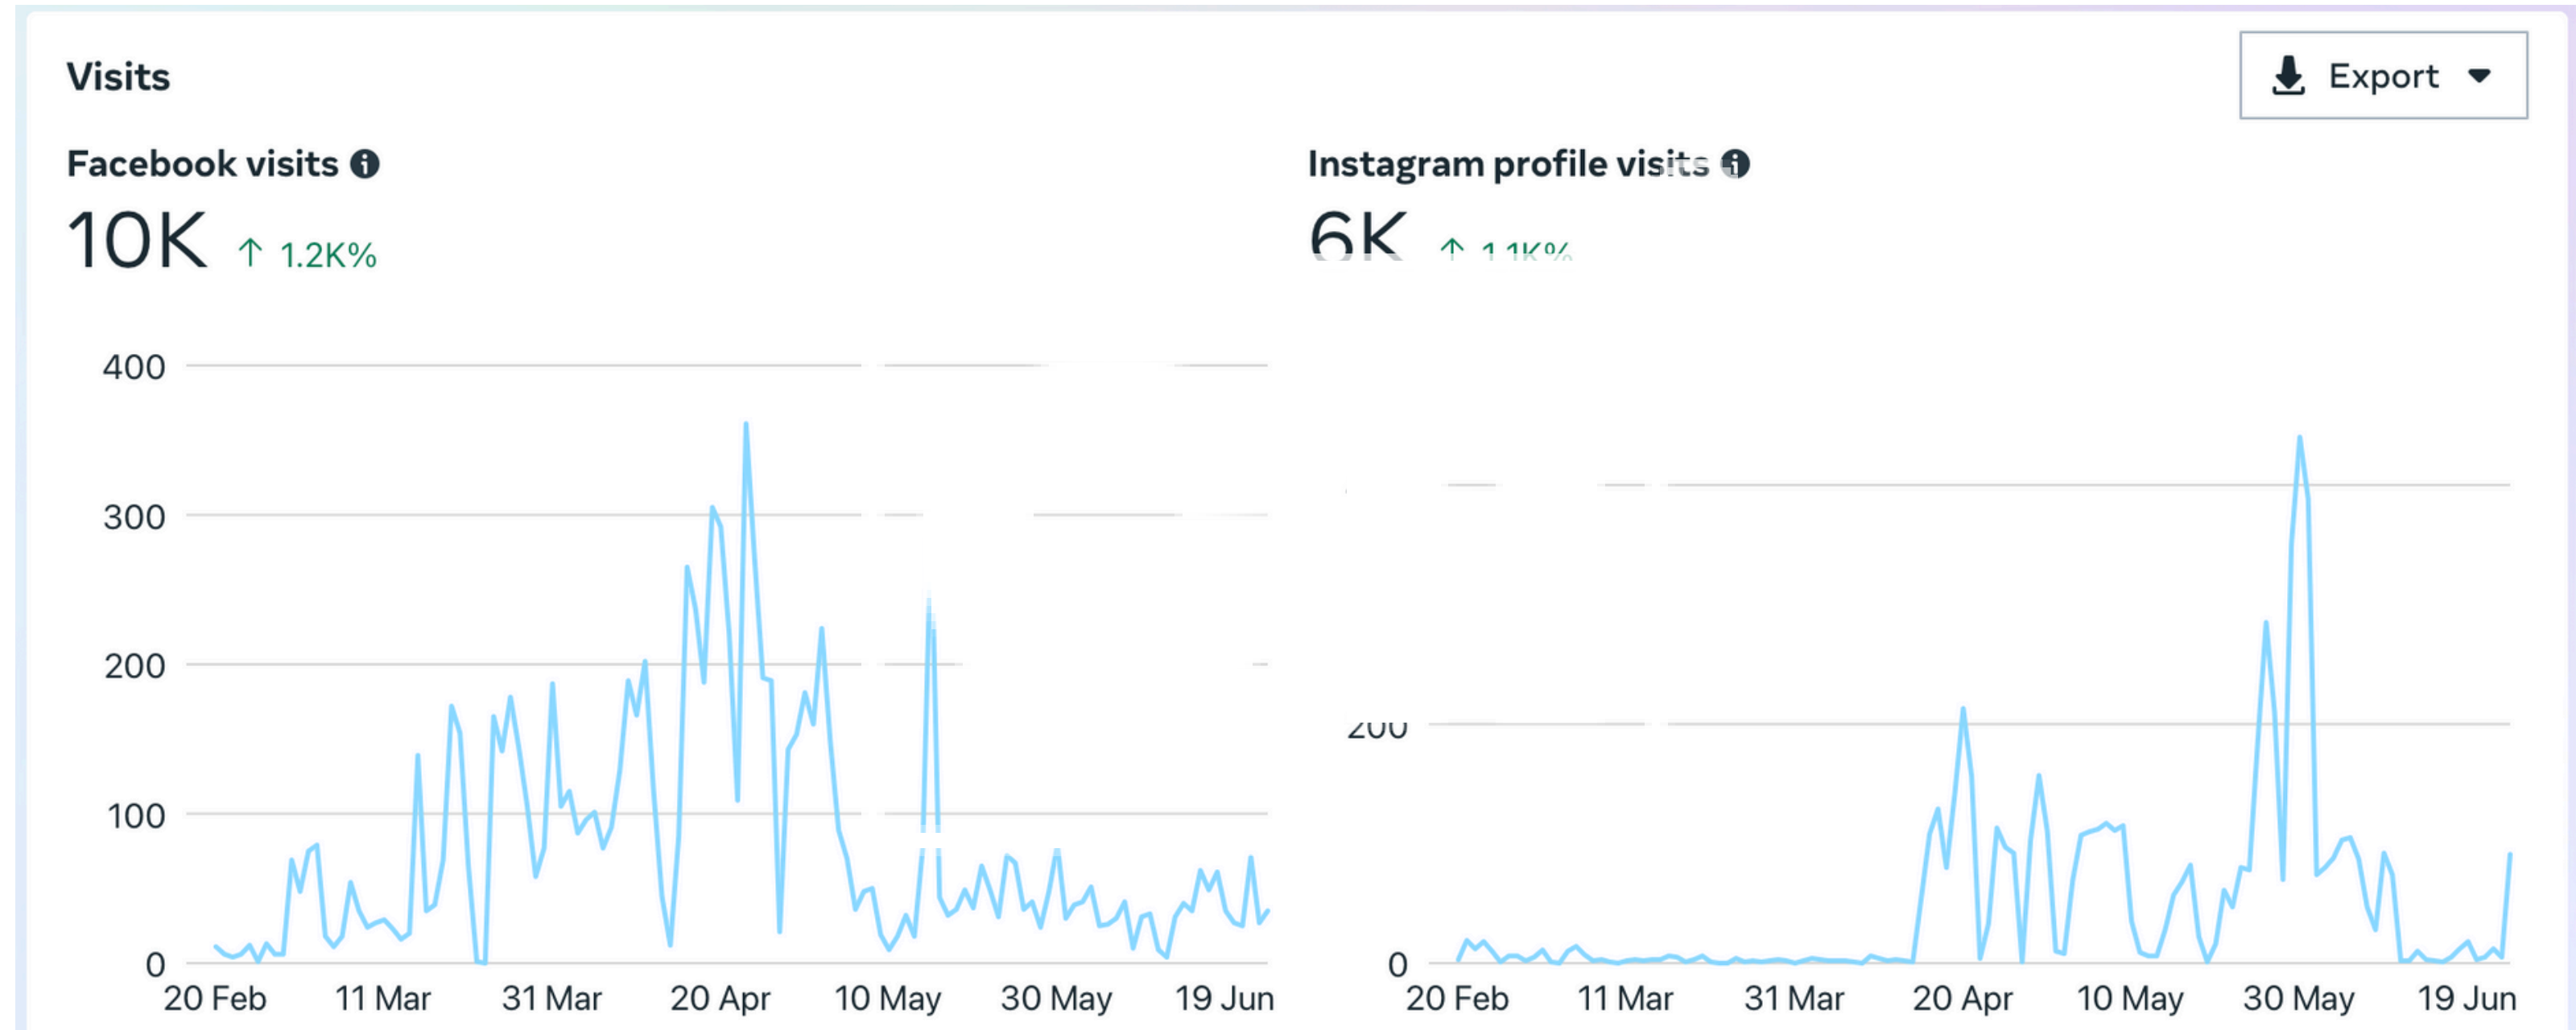 Visits
Export
Facebook visits
10K ↑ 1.2K%
400
300
200
100
0
20 Feb 11 Mar 31 Mar 20 Apr 10 May 30 May 19 Jun
Instagram profile visits
6K ↑ 1.1K%
200
0
20 Feb 11 Mar 31 Mar 20 Apr 10 May 30 May 19 Jun